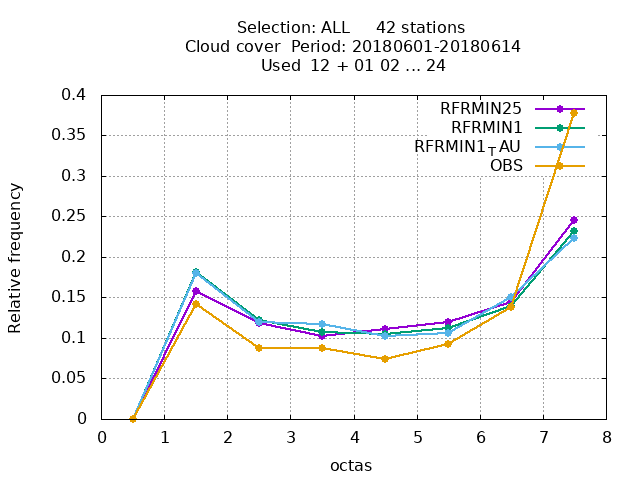 Selection: ALL 42 stations
Cloud cover Period: 20180601-20180614
Used 12 + 01 02 ... 24
RFRMIN25
RFRMIN1
RFRMIN1TAU
OBS
0.4
0.35
0.3
0.25
0.2
0.15
0.1
0.05
0
Relative frequency
0 1 2 3 4 5 6 7 8
octas